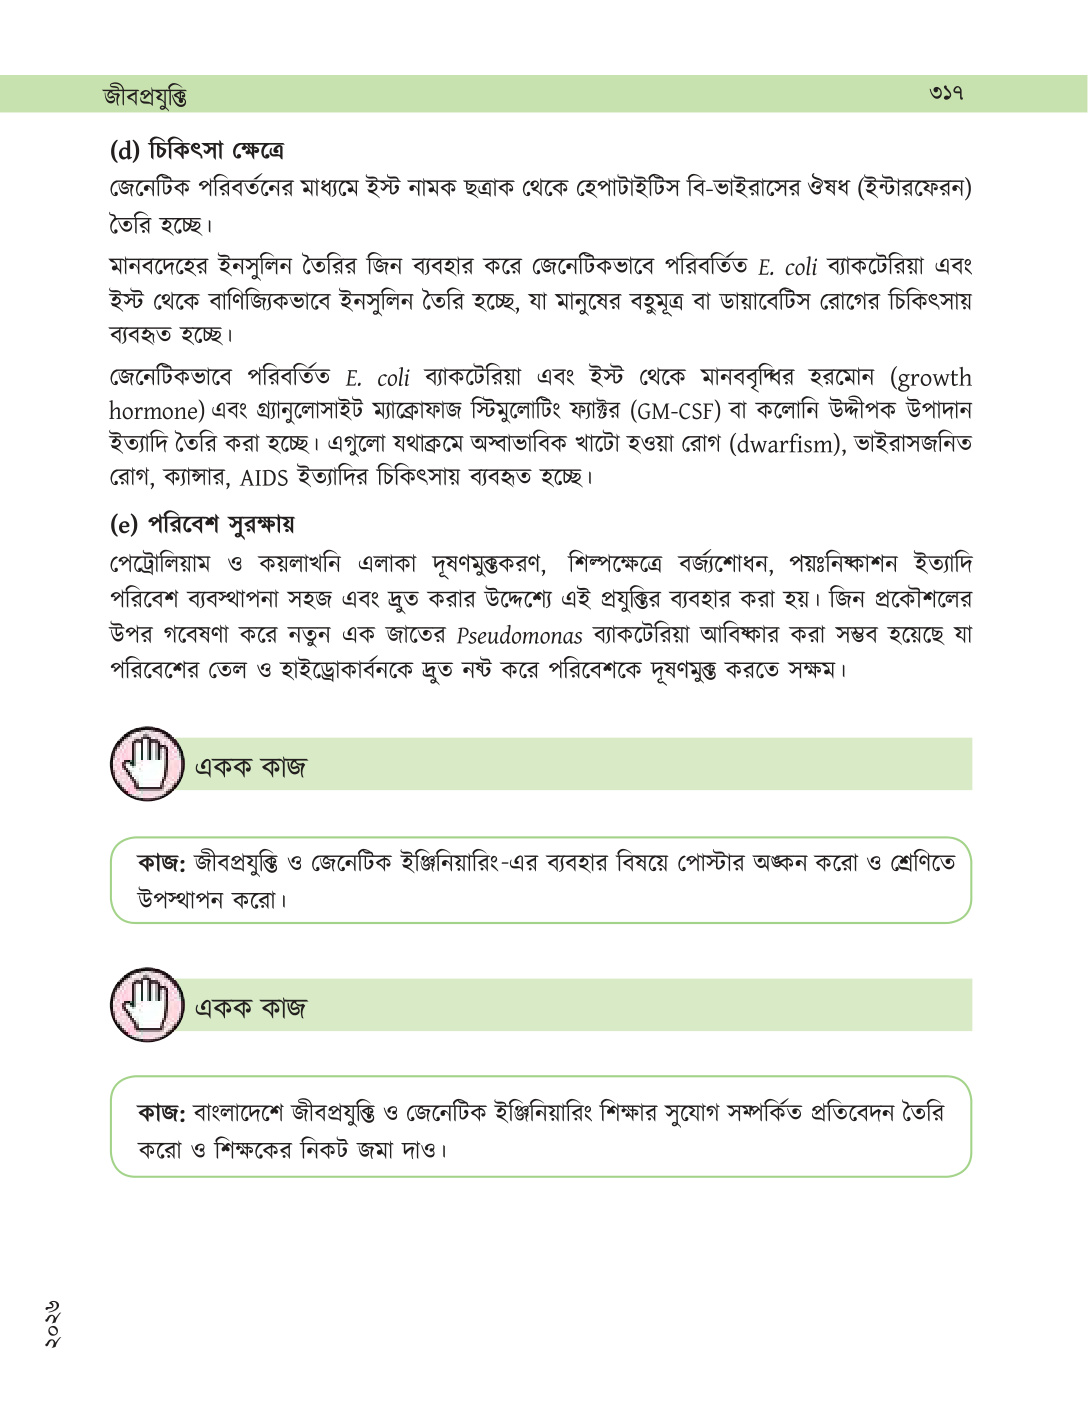 জীবপ্রযুক্তি
৩১৭
(d) চিকিৎসা ক্ষেত্রে
জেনেটিক পরিবর্তনের মাধ্যমে ইস্ট নামক ছত্রাক থেকে হেপাটাইটিস বি-ভাইরাসের ঔষধ (ইন্টারফেরন)
তৈরি হচ্ছে।
মানবদেহের ইনসুলিন তৈরির জিন ব্যবহার করে জেনেটিকভাবে পরিবর্তিত E. coli ব্যাকটেরিয়া এবং
ইস্ট থেকে বাণিজ্যিকভাবে ইনসুলিন তৈরি হচ্ছে, যা মানুষের বহুমূত্র বা ডায়াবেটিস রোগের চিকিৎসায়
ব্যবহৃত হচ্ছে।
জেনেটিকভাবে পরিবর্তিত E. coli ব্যাকটেরিয়া এবং ইস্ট থেকে মানববৃদ্ধির হরমোন (growth
hormone) এবং গ্র্যানুলোসাইট ম্যাক্রোফাজ স্টিমুলোটিং ফ্যাক্টর (GM-CSF) বা কলোনি উদ্দীপক উপাদান
ইত্যাদি তৈরি করা হচ্ছে। এগুলো যথাক্রমে অস্বাভাবিক খাটো হওয়া রোগ (dwarfism), ভাইরাসজনিত
রোগ, ক্যান্সার, AIDS ইত্যাদির চিকিৎসায় ব্যবহৃত হচ্ছে।
(e) পরিবেশ সুরক্ষায়
পেট্রোলিয়াম ও কয়লাখনি এলাকা দূষণমুক্তকরণ, শিল্পক্ষেত্রে বর্জ্যশোধন, পয়ঃনিষ্কাশন ইত্যাদি
পরিবেশ ব্যবস্থাপনা সহজ এবং দ্রুত করার উদ্দেশ্যে এই প্রযুক্তির ব্যবহার করা হয়। জিন প্রকৌশলের
উপর গবেষণা করে নতুন এক জাতের Pseudomonas ব্যাকটেরিয়া আবিষ্কার করা সম্ভব হয়েছে যা
পরিবেশের তেল ও হাইড্রোকার্বনকে দ্রুত নষ্ট করে পরিবেশকে দূষণমুক্ত করতে সক্ষম।
একক কাজ
কাজ: জীবপ্রযুক্তি ও জেনেটিক ইঞ্জিনিয়ারিং-এর ব্যবহার বিষয়ে পোস্টার অঙ্কন করো ও শ্রেণিতে
উপস্থাপন করো।
একক কাজ
কাজ: বাংলাদেশে জীবপ্রযুক্তি ও জেনেটিক ইঞ্জিনিয়ারিং শিক্ষার সুযোগ সম্পর্কিত প্রতিবেদন তৈরি
করো ও শিক্ষকের নিকট জমা দাও।
২০২৬